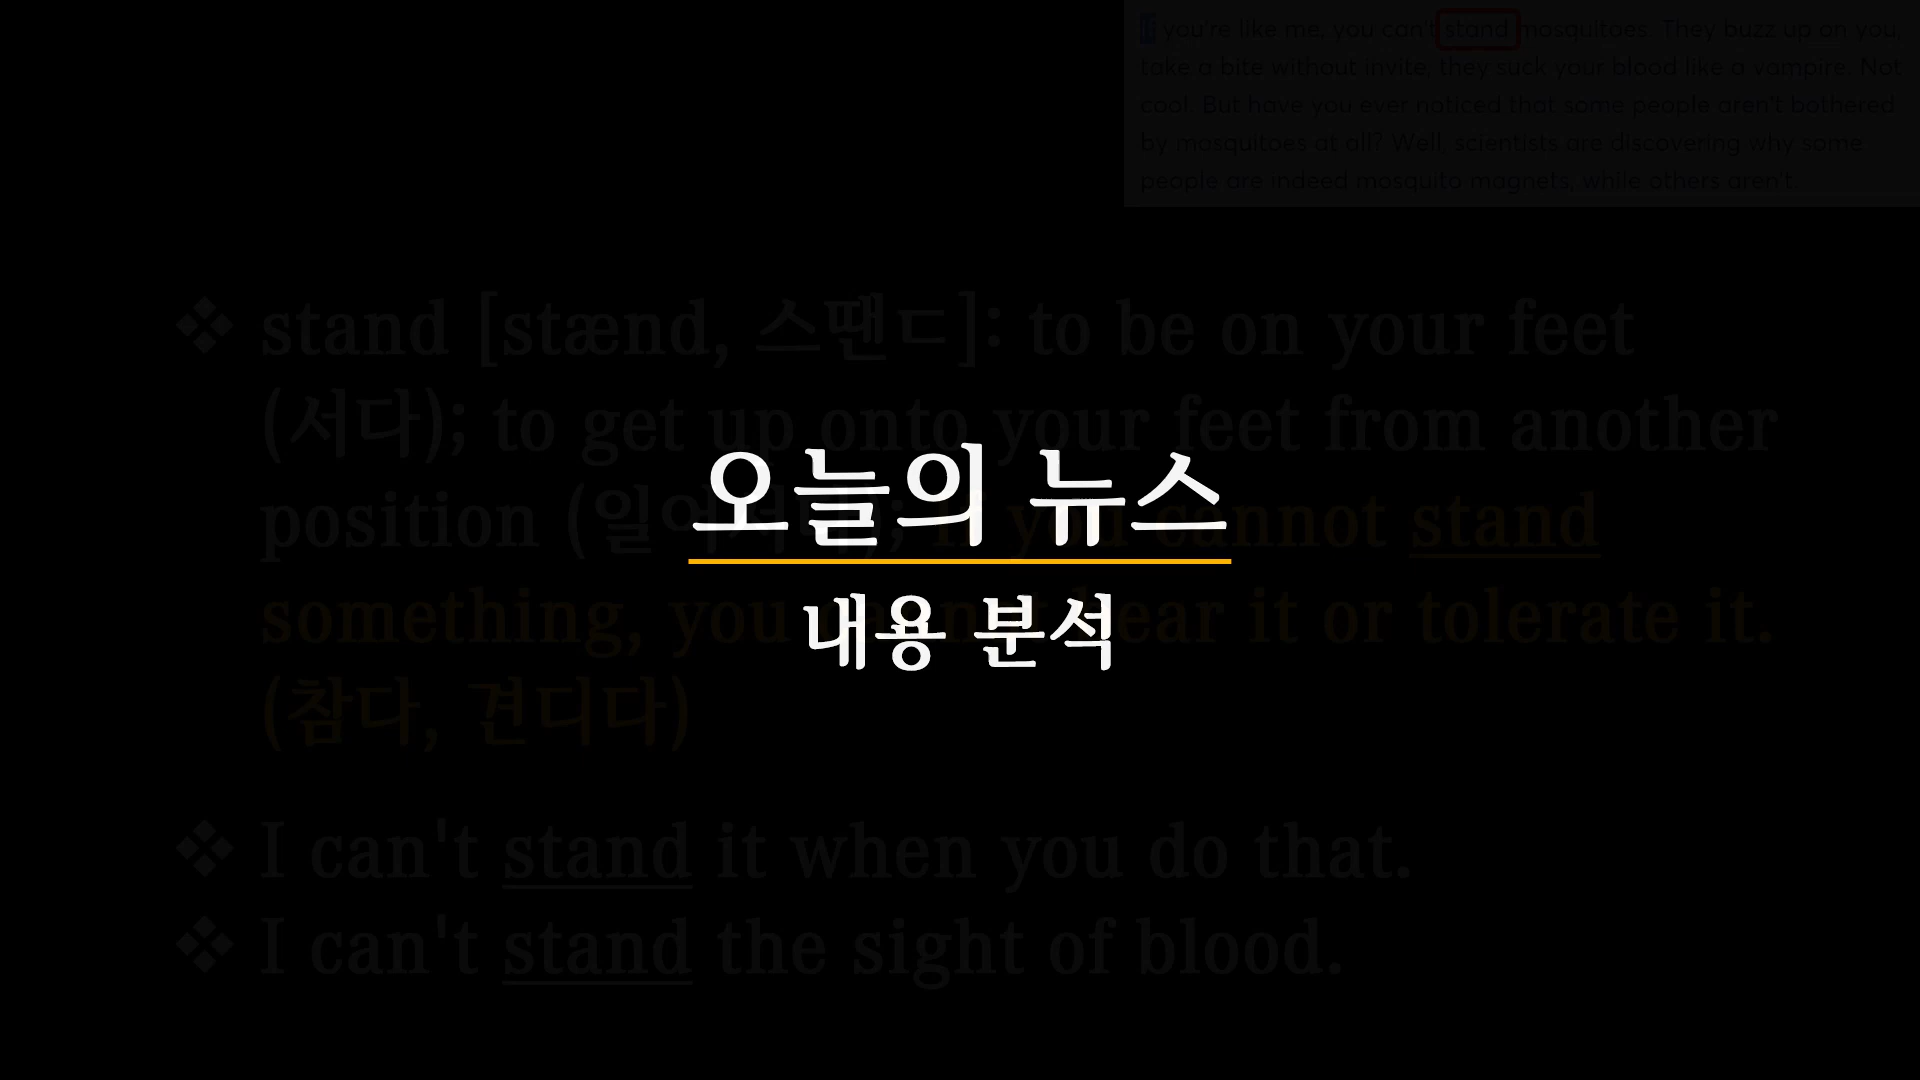 If you're like me, you can't stand mosquitoes. They buzz up on you,
take a bite without invite, they suck your blood like a vampire. Not
cool. But have you ever noticed that some people aren't bothered
by mosquitoes at all? Well, scientists are discovering why some
people are indeed mosquito magnets, while others aren't.
❖ stand [stænd, 스땐ㄷ]: to be on your feet
(서다); to get up onto your feet from another
position (일어서다); If you cannot stand
something, you cannot bear it or tolerate it.
(참다, 견디다)
오늘의 뉴스
내용 분석
❖ I can't stand it when you do that.
❖ I can't stand the sight of blood.